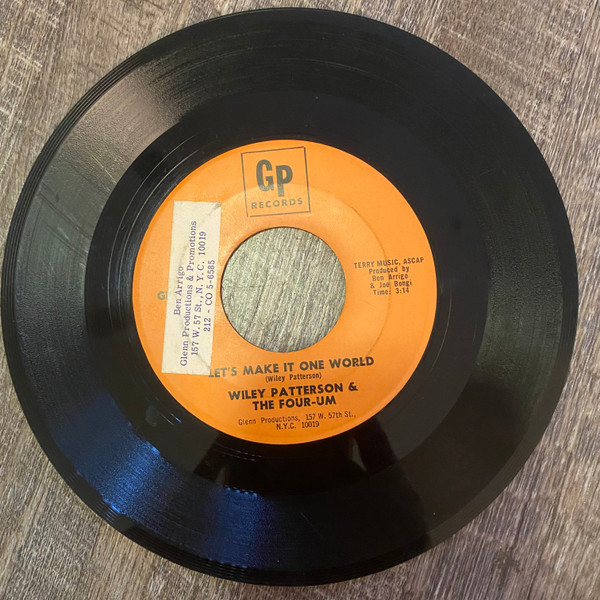 GP
RECORDS
TERRY MUSIC, ASCAP
Produced by
Ben Arrigo
& Joe Bongi
Time: 3:14
Ben Arrigo
Glenn Productions & Promotions
157 W. 57 St., N. Y. C. 10019
212 - CO 5-6585
LET'S MAKE IT ONE WORLD
(Wiley Patterson)
WILEY PATTERSON &
THE FOUR-UM
Glenn Productions, 157 W. 57th St.,
N.Y.C. 10019